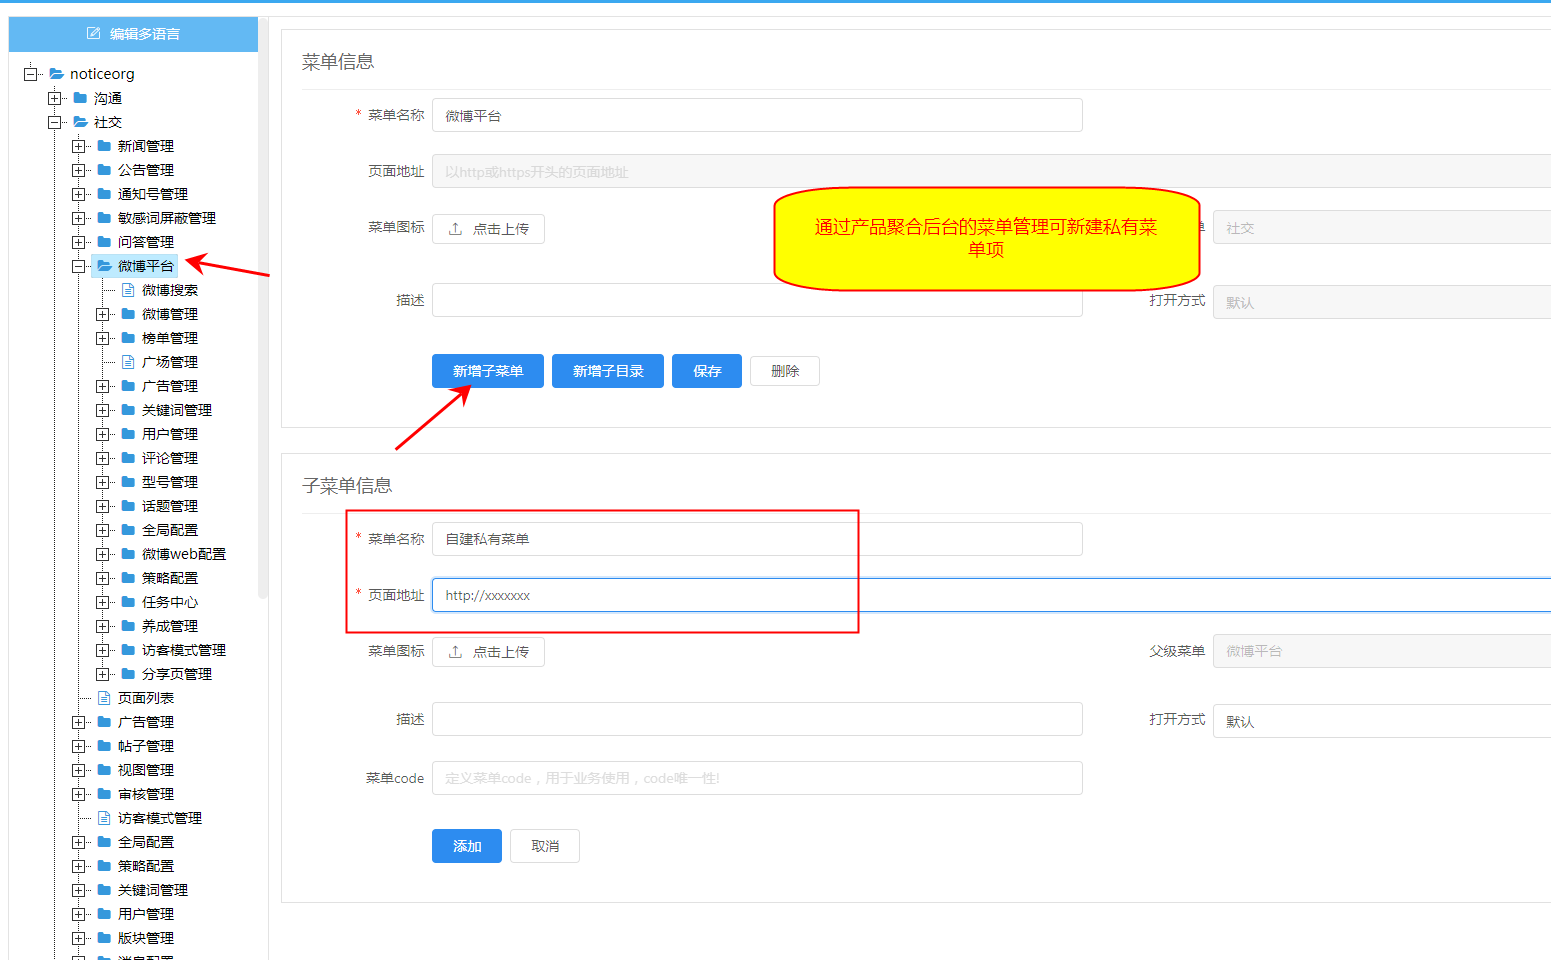 编辑多语言
noticeorg
沟通
社交
新闻管理
公告管理
通知号管理
敏感词屏蔽管理
问答管理
微博平台
微博搜索
微博管理
榜单管理
广场管理
广告管理
关键词管理
用户管理
评论管理
型号管理
话题管理
全局配置
微博web配置
策略配置
任务中心
养成管理
访客模式管理
分享页管理
页面列表
广告管理
帖子管理
视图管理
审核管理
访客模式管理
全局配置
策略配置
关键词管理
用户管理
版块管理
菜单信息
* 菜单名称 微博平台
页面地址 以http或https开头的页面地址
菜单图标 点击上传 单 社交
通过产品聚合后台的菜单管理可新建私有菜
单项
描述 打开方式 默认
新增子菜单 新增子目录 保存 删除
子菜单信息
* 菜单名称 自建私有菜单
* 页面地址 http://xxxxxxx
菜单图标 点击上传 父级菜单 微博平台
描述 打开方式 默认
菜单code 定义菜单code，用于业务使用，code唯一性!
添加 取消